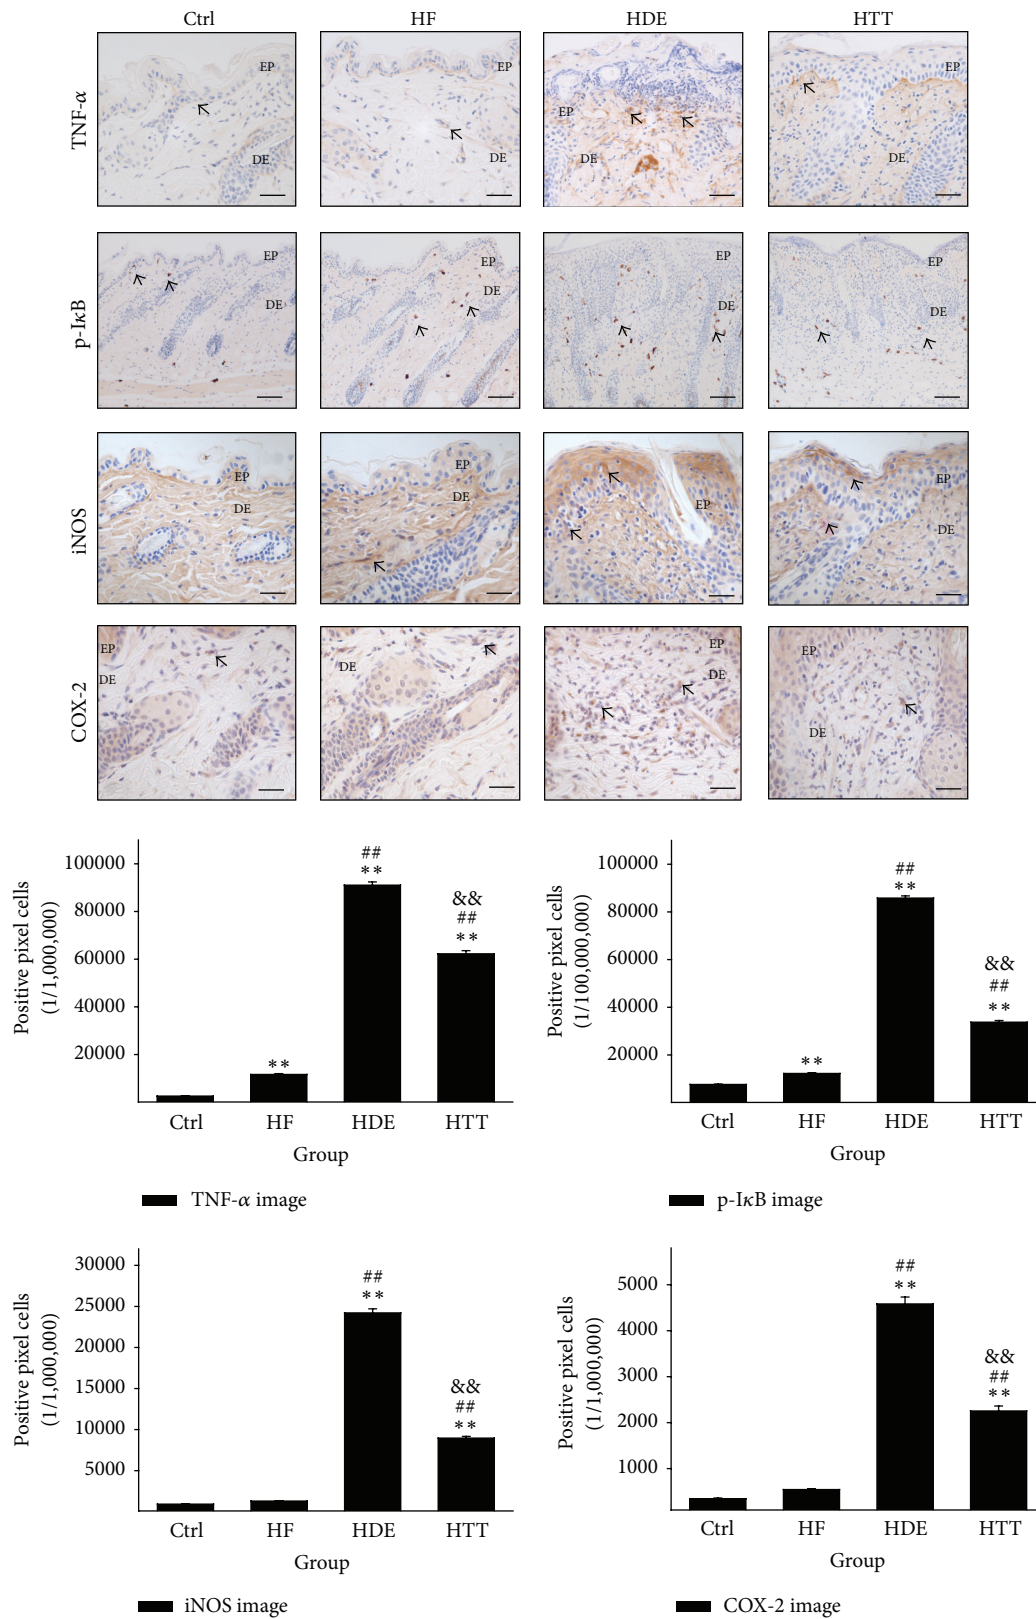 Ctrl HF HDE HTT
TNF-α
EP
DE
EP
DE
EP
DE
EP
DE
p-IκB
EP
DE
EP
DE
EP
DE
EP
DE
iNOS
EP
DE
EP
DE
EP
EP
DE
COX-2
EP
DE
DE
EP
DE
EP
DE
Positive pixel cells
(1/1,000,000)
100000
80000
60000
40000
20000
**
##
**
&&
##
**
Ctrl HF HDE HTT
Group
TNF-α image
Positive pixel cells
(1/100,000,000)
100000
80000
60000
40000
20000
**
##
**
&&
##
**
Ctrl HF HDE HTT
Group
p-IκB image
Positive pixel cells
(1/1,000,000)
30000
25000
20000
15000
10000
5000
##
**
&&
##
**
Ctrl HF HDE HTT
Group
iNOS image
Positive pixel cells
(1/1,000,000)
5000
4000
3000
2000
1000
##
**
&&
##
**
Ctrl HF HDE HTT
Group
COX-2 image